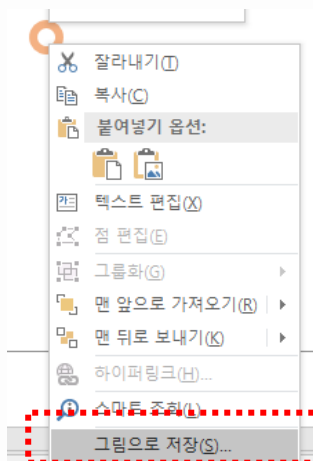 잘라내기(T)
복사(C)
붙여넣기 옵션:
텍스트 편집(X)
점 편집(E)
그룹화(G)
맨 앞으로 가져오기(R)
맨 뒤로 보내기(K)
하이퍼링크(H)...
스마트 조회(L)
그림으로 저장(S)...